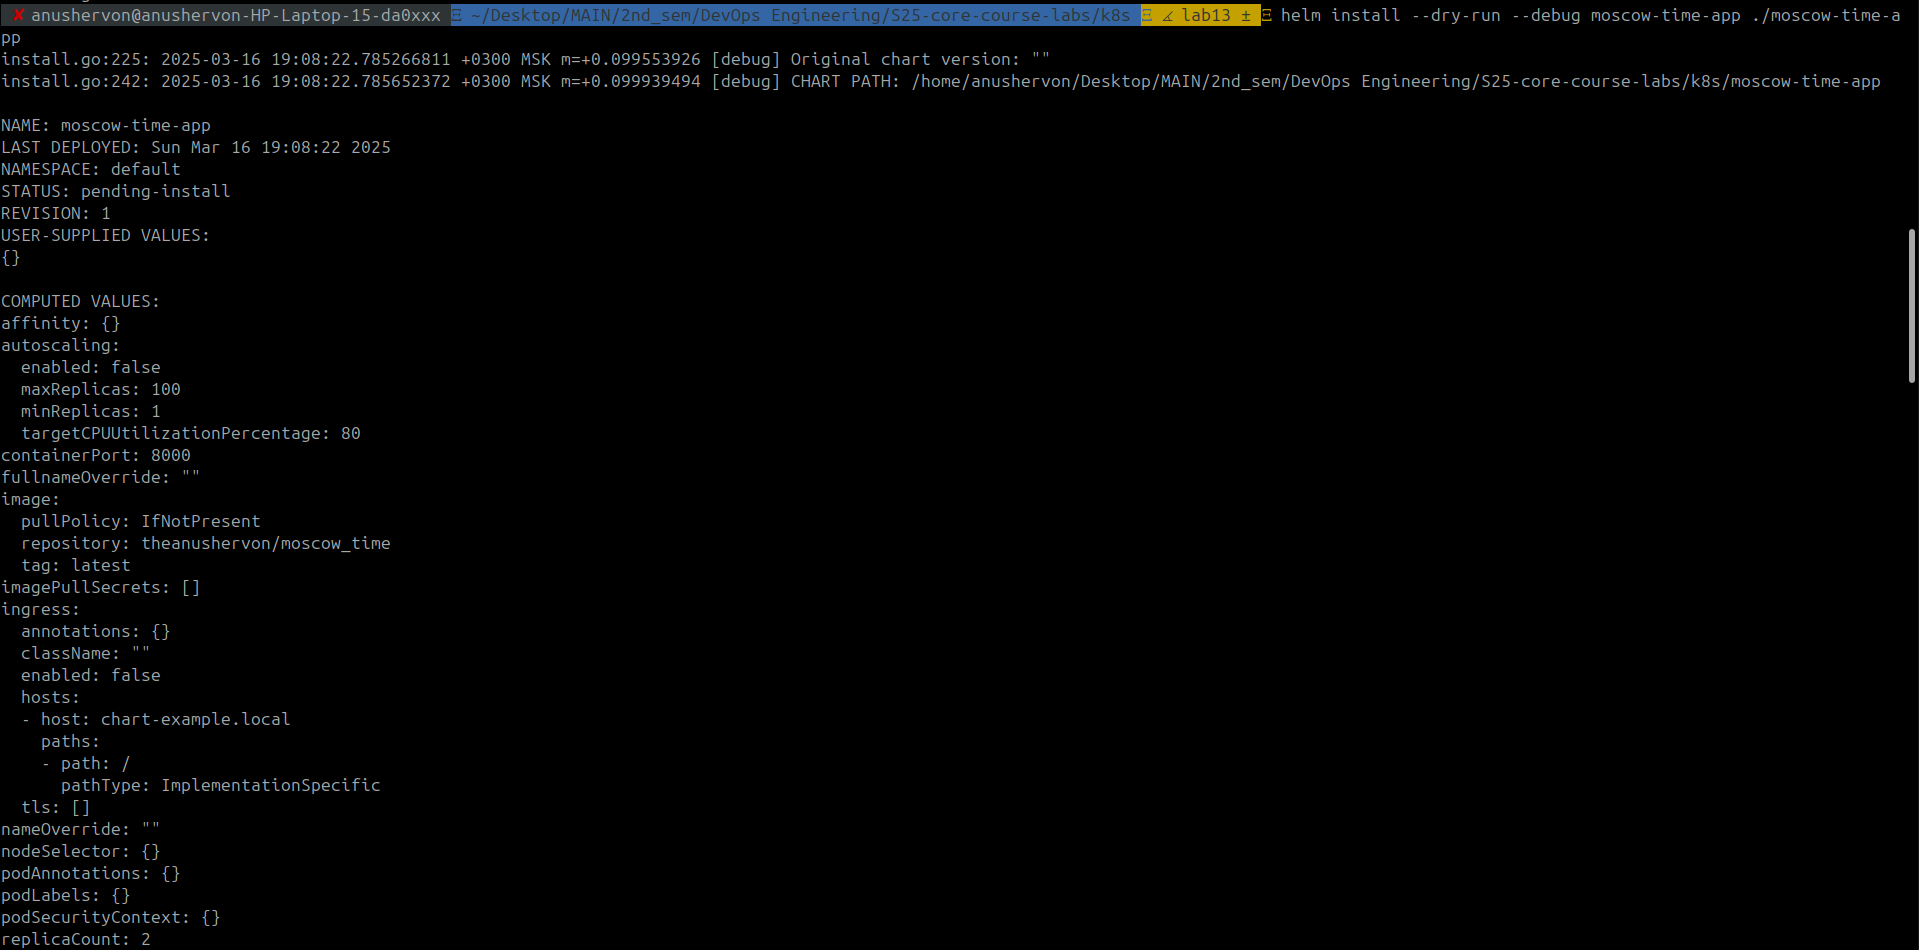 ✘ anushervon@anushervon-HP-Laptop-15-da0xxx Ξ ~/Desktop/MAIN/2nd_sem/DevOps Engineering/S25-core-course-labs/k8s Ξ ∡ lab13 ± Ξ helm install --dry-run --debug moscow-time-app ./moscow-time-a
pp
install.go:225: 2025-03-16 19:08:22.785266811 +0300 MSK m=+0.099553926 [debug] Original chart version: ""
install.go:242: 2025-03-16 19:08:22.785652372 +0300 MSK m=+0.099939494 [debug] CHART PATH: /home/anushervon/Desktop/MAIN/2nd_sem/DevOps Engineering/S25-core-course-labs/k8s/moscow-time-app

NAME: moscow-time-app
LAST DEPLOYED: Sun Mar 16 19:08:22 2025
NAMESPACE: default
STATUS: pending-install
REVISION: 1
USER-SUPPLIED VALUES:
{}

COMPUTED VALUES:
affinity: {}
autoscaling:
  enabled: false
  maxReplicas: 100
  minReplicas: 1
  targetCPUUtilizationPercentage: 80
containerPort: 8000
fullnameOverride: ""
image:
  pullPolicy: IfNotPresent
  repository: theanushervon/moscow_time
  tag: latest
imagePullSecrets: []
ingress:
  annotations: {}
  className: ""
  enabled: false
  hosts:
  - host: chart-example.local
    paths:
    - path: /
      pathType: ImplementationSpecific
  tls: []
nameOverride: ""
nodeSelector: {}
podAnnotations: {}
podLabels: {}
podSecurityContext: {}
replicaCount: 2